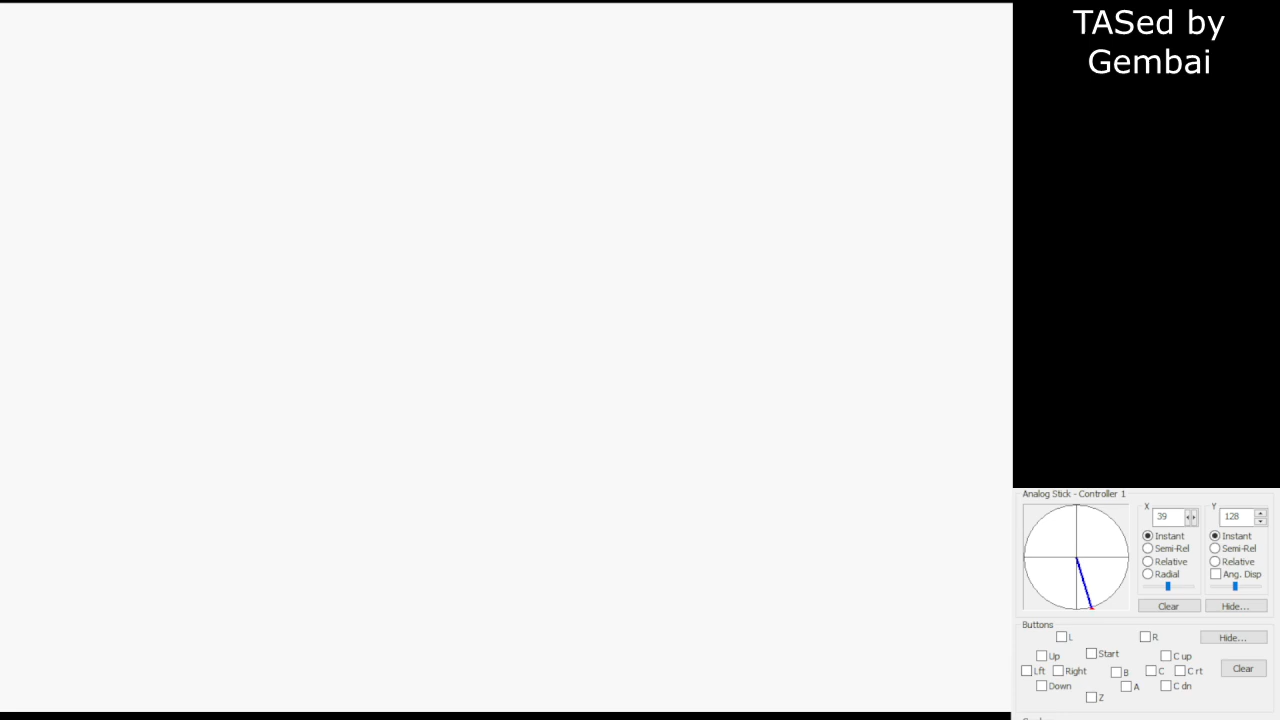 TASed by
Gembai
Analog Stick - Controller 1
X
Y
39
128
Instant
Instant
Semi-Rel
Semi-Rel
Relative
Relative
Radial
Ang. Disp
Clear
Hide...
Buttons
L
R
Hide...
Up
Start
C up
Lft
Right
B
C
C rt
Clear
Down
A
C dn
Z